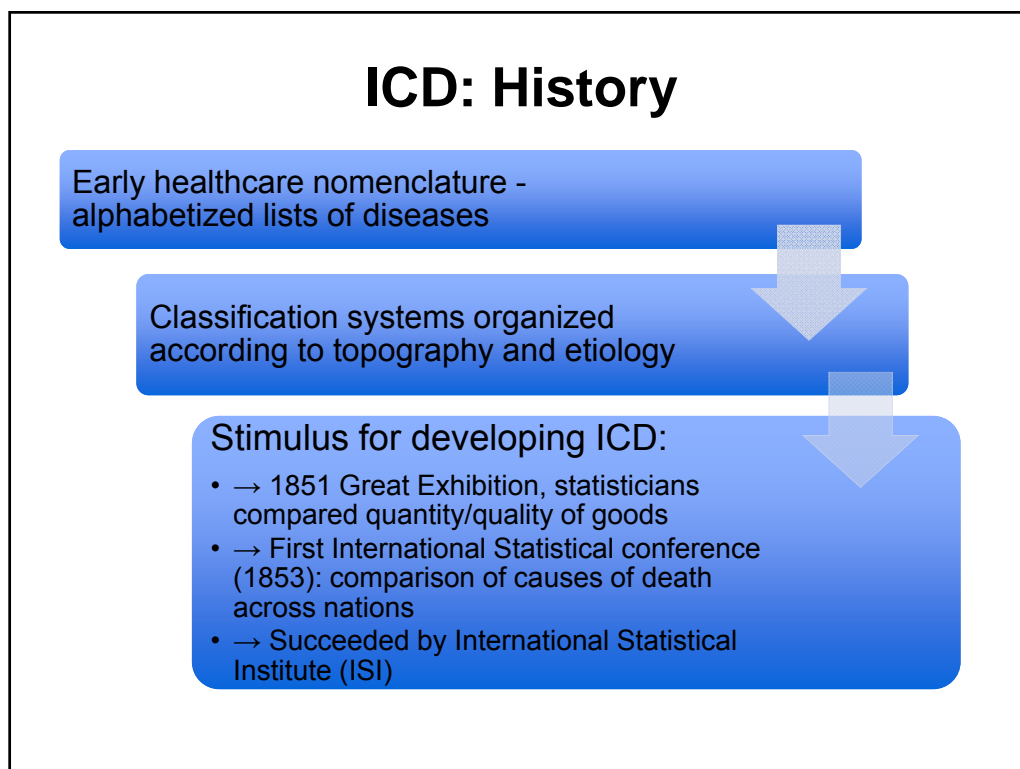 ICD: History
Early healthcare nomenclature -
alphabetized lists of diseases
Classification systems organized
according to topography and etiology
Stimulus for developing ICD:
• → 1851 Great Exhibition, statisticians
compared quantity/quality of goods
• → First International Statistical conference
(1853): comparison of causes of death
across nations
• → Succeeded by International Statistical
Institute (ISI)